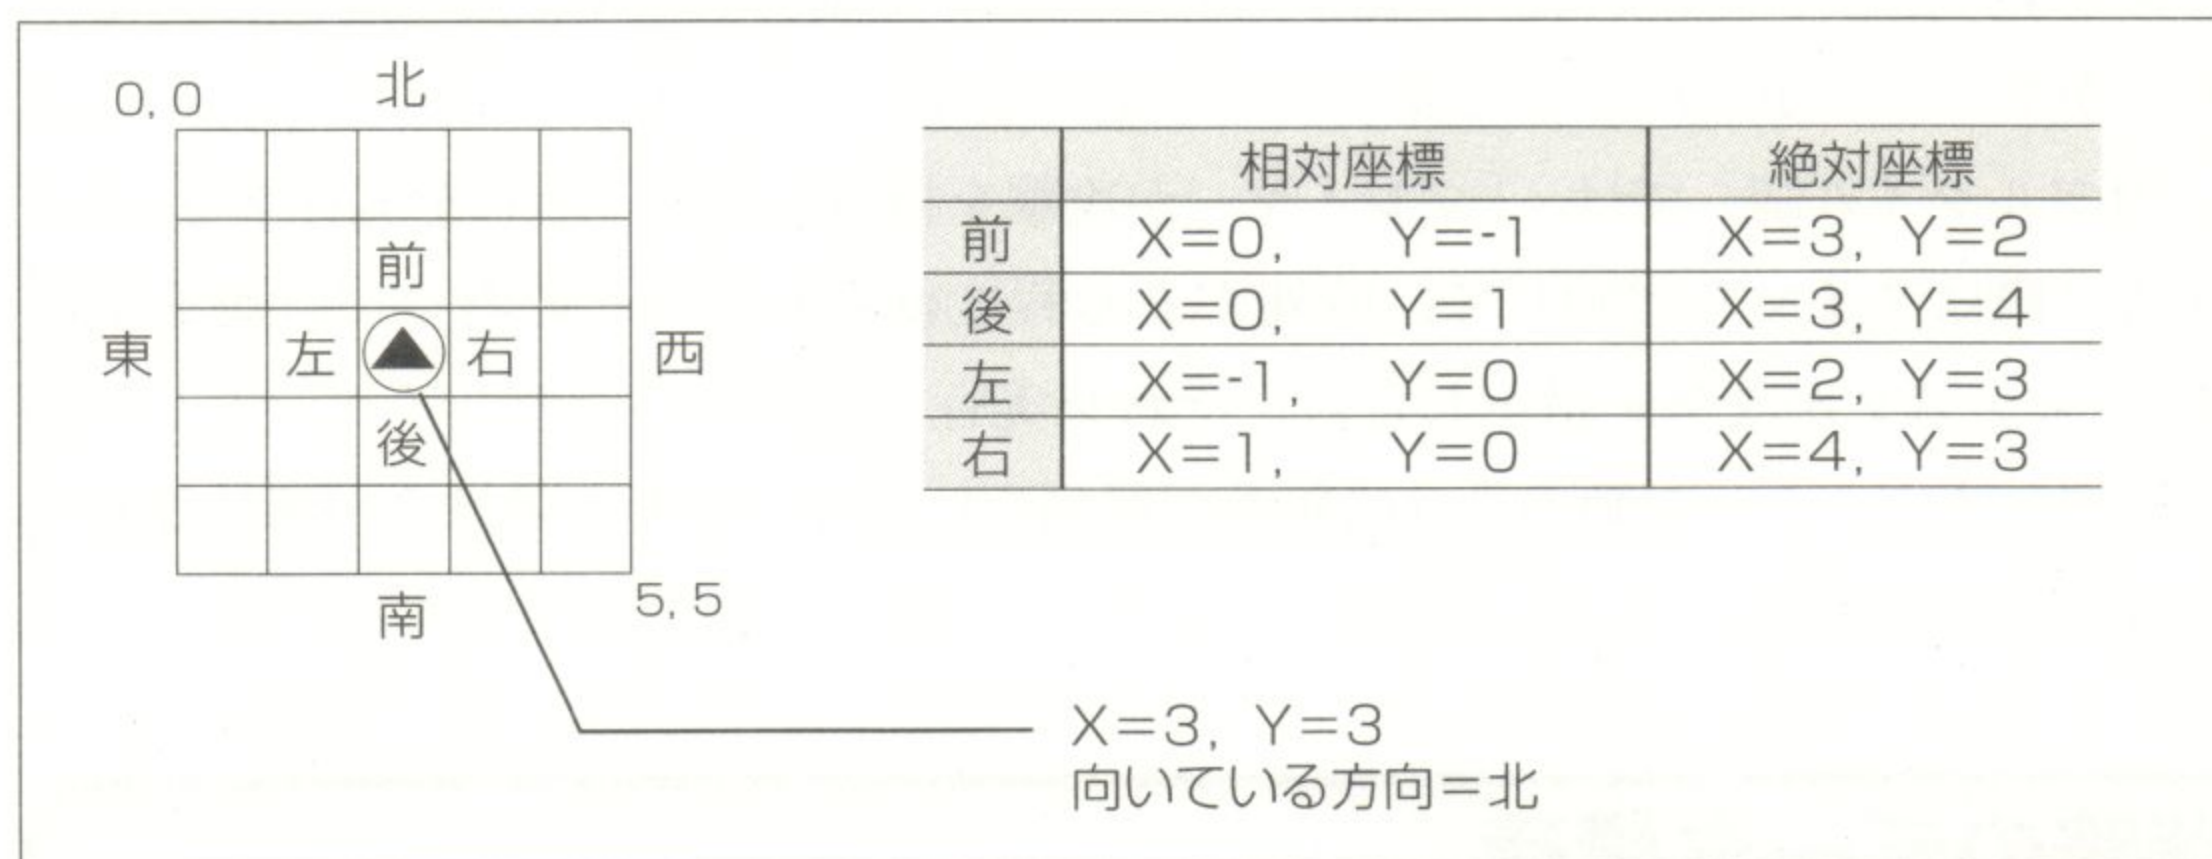 北
0, 0
前
東 左 右 西
後
南
5, 5
相対座標 絶対座標
前 X=0, Y=-1 X=3, Y=2
後 X=0, Y=1 X=3, Y=4
左 X=-1, Y=0 X=2, Y=3
右 X=1, Y=0 X=4, Y=3
X=3, Y=3
向いている方向=北